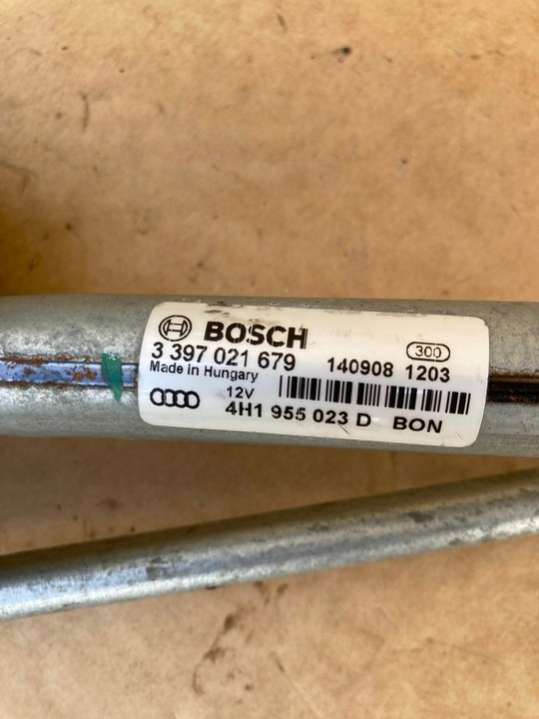 BOSCH
300
3 397 021 679 140908 1203
Made in Hungary
12V
4H1 955 023 D BON